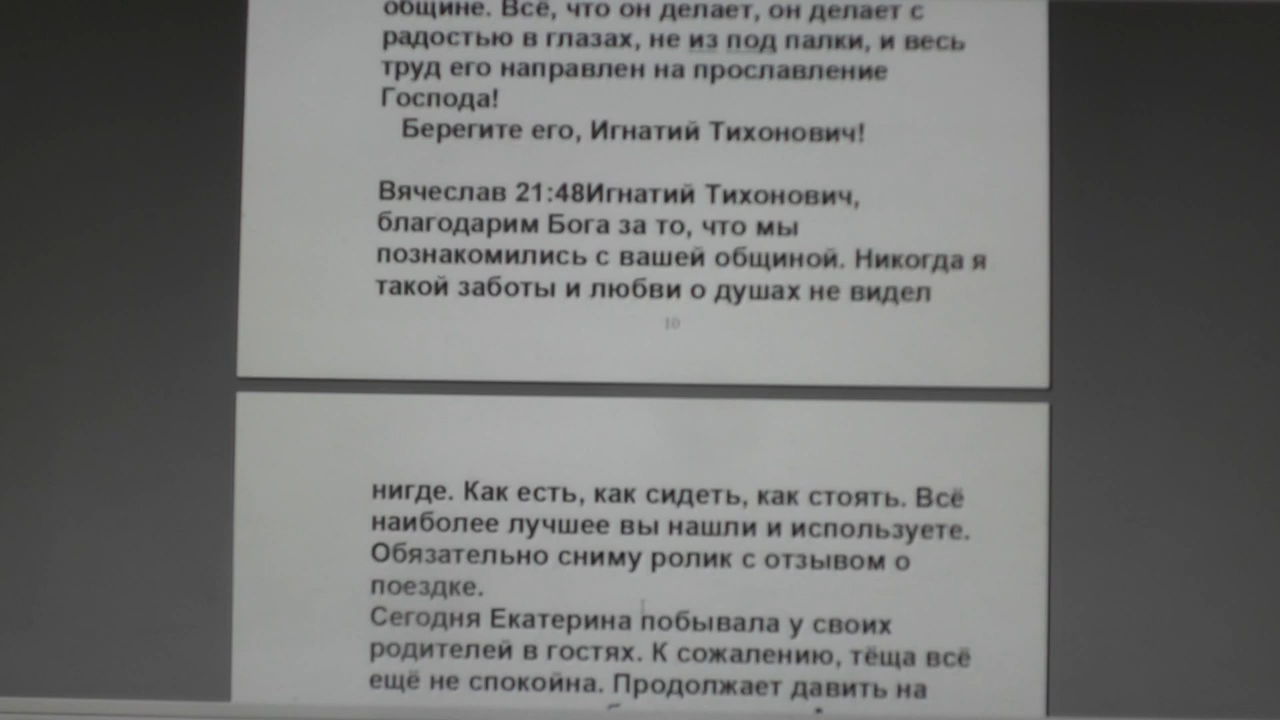 общине. Всё, что он делает, он делает с
радостью в глазах, не из под палки, и весь
труд его направлен на прославление
Господа!
Берегите его, Игнатий Тихонович!
Вячеслав 21:48Игнатий Тихонович,
благодарим Бога за то, что мы
познакомились с вашей общиной. Никогда я
такой заботы и любви о душах не видел
10
нигде. Как есть, как сидеть, как стоять. Всё
наиболее лучшее вы нашли и используете.
Обязательно сниму ролик с отзывом о
поездке.
Сегодня Екатерина побывала у своих
родителей в гостях. К сожалению, тёща всё
ещё не спокойна. Продолжает давить на